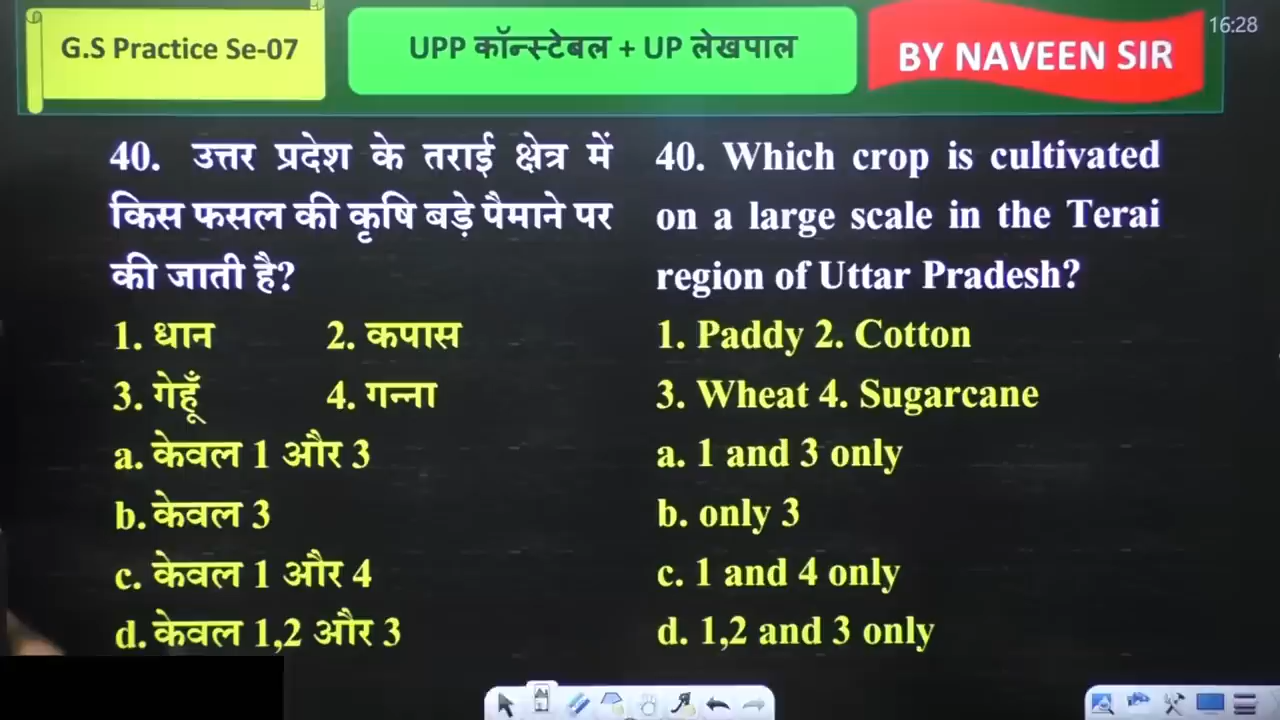 G.S Practice Se-07
UPP कॉन्स्टेबल + UP लेखपाल
BY NAVEEN SIR
16:28
40. उत्तर प्रदेश के तराई क्षेत्र में
किस फसल की कृषि बड़े पैमाने पर
की जाती है?
1. धान 2. कपास
3. गेहूँ 4. गन्ना
a. केवल 1 और 3
b. केवल 3
c. केवल 1 और 4
d. केवल 1,2 और 3
40. Which crop is cultivated
on a large scale in the Terai
region of Uttar Pradesh?
1. Paddy 2. Cotton
3. Wheat 4. Sugarcane
a. 1 and 3 only
b. only 3
c. 1 and 4 only
d. 1,2 and 3 only